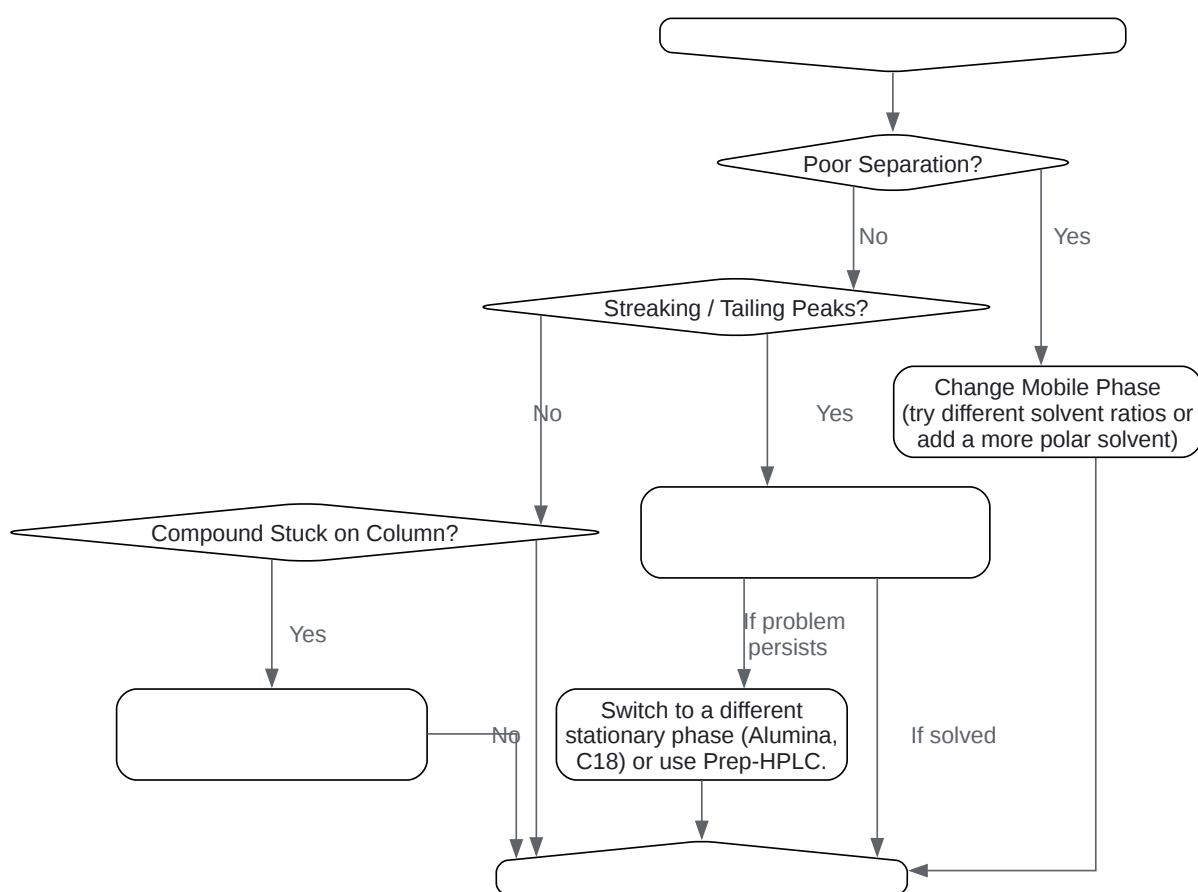 Poor Separation?
No
Yes
Streaking / Tailing Peaks?
Change Mobile Phase
(try different solvent ratios or
add a more polar solvent)
No
Yes
Compound Stuck on Column?
If problem
persists
Yes
Switch to a different
stationary phase (Alumina,
C18) or use Prep-HPLC.
No
If solved